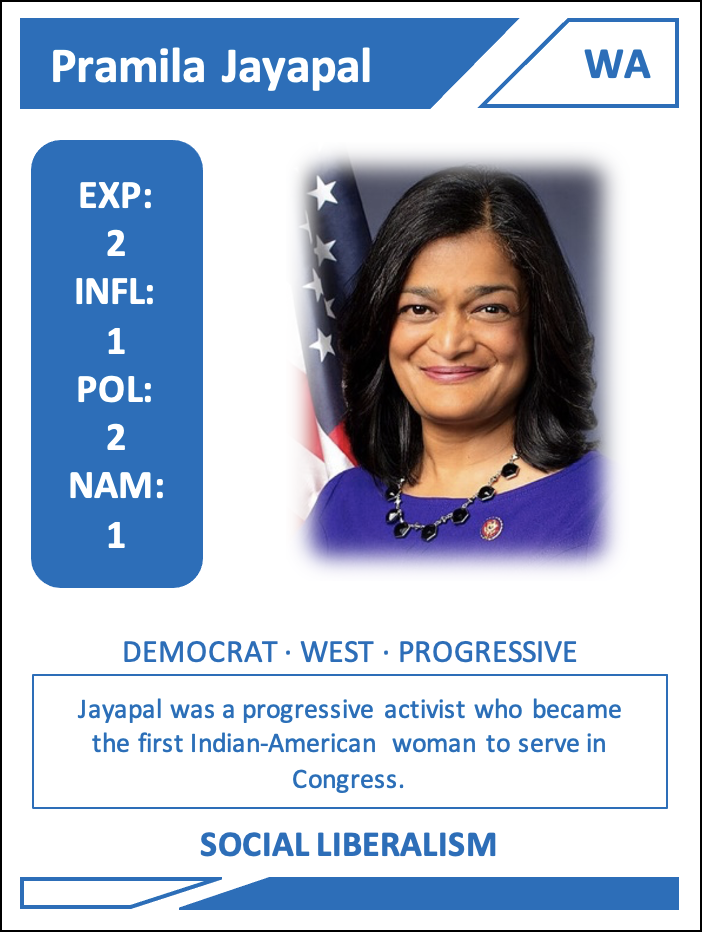 Pramila Jayapal
WA
EXP:
2
INFL:
1
POL:
2
NAM:
1
DEMOCRAT · WEST · PROGRESSIVE
Jayapal was a progressive activist who became
the first Indian-American woman to serve in
Congress.
SOCIAL LIBERALISM